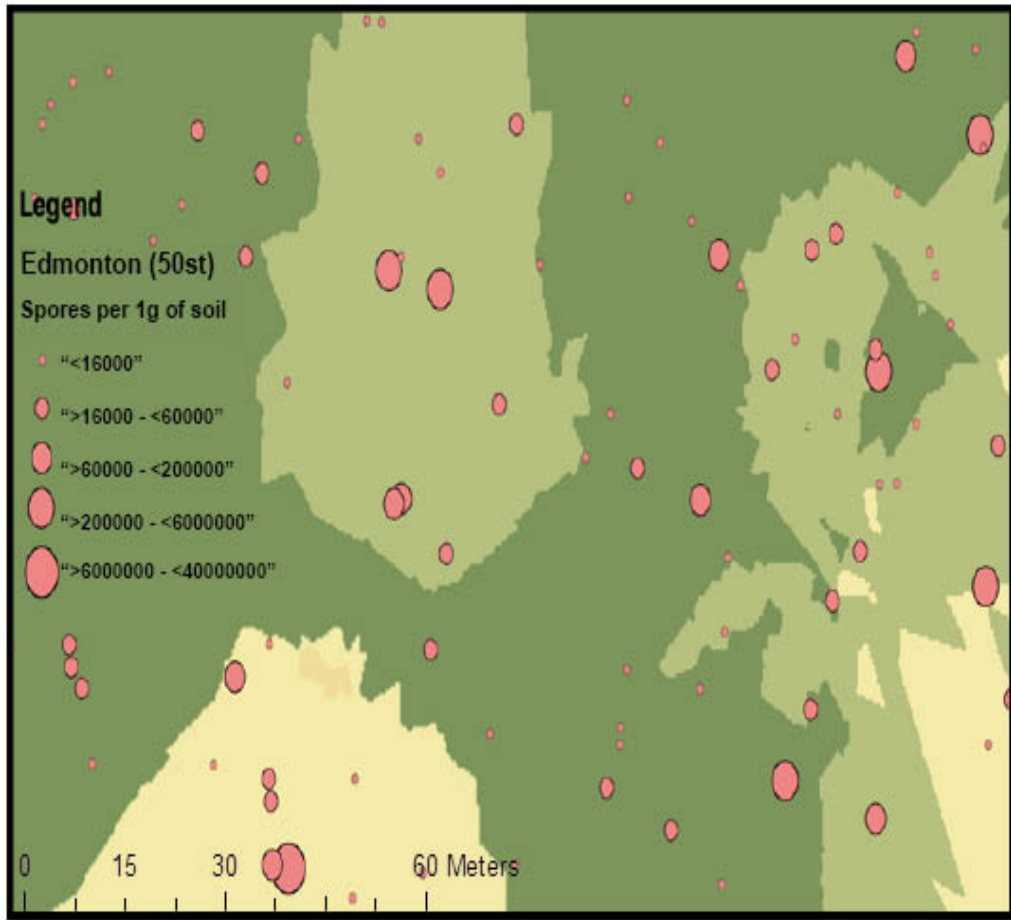 Legend
Edmonton (50st)
Spores per 1g of soil
“<16000”
“>16000 - <60000”
“>60000 - <200000”
“>200000 - <6000000”
“>6000000 - <40000000”
0 15 30 60 Meters